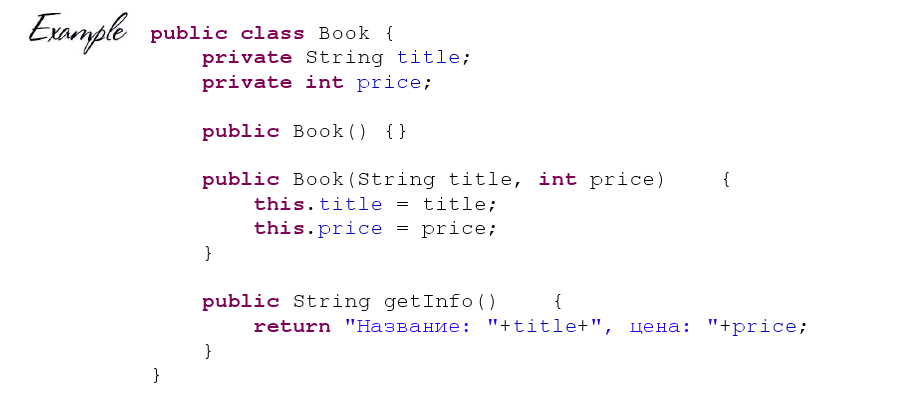 Example
public class Book {
    private String title;
    private int price;

    public Book() {}

    public Book(String title, int price)    {
        this.title = title;
        this.price = price;
    }

    public String getInfo()    {
        return "Название: "+title+", цена: "+price;
    }
}